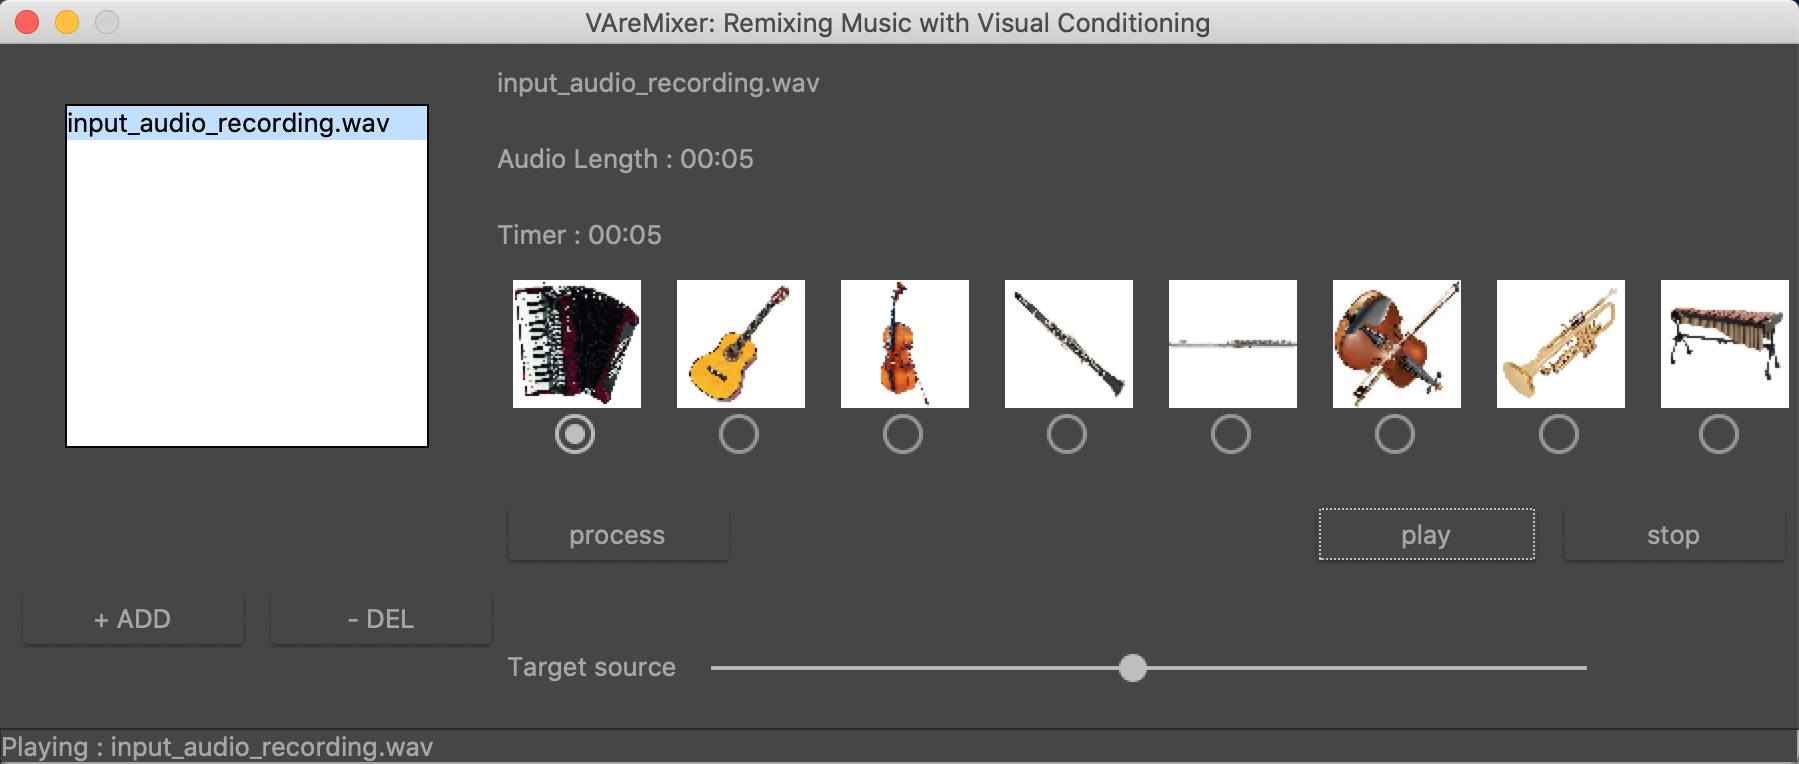 VAreMixer: Remixing Music with Visual Conditioning
input_audio_recording.wav
input_audio_recording.wav
Audio Length : 00:05
Timer : 00:05
process
play
stop
+ ADD
- DEL
Target source
Playing : input_audio_recording.wav